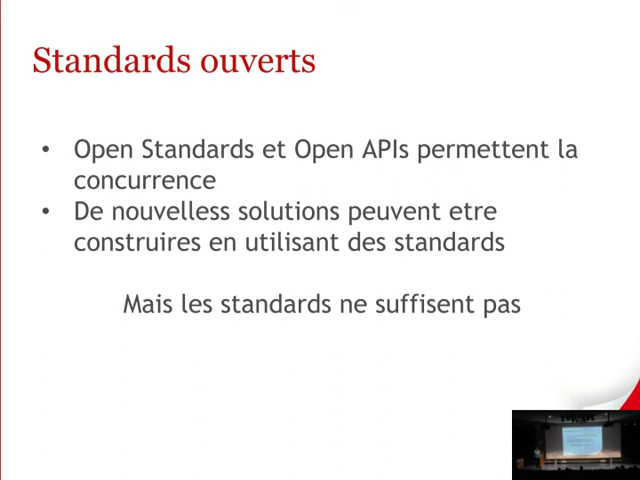 Standards ouverts
• Open Standards et Open APIs permettent la
concurrence
• De nouvelless solutions peuvent etre
construires en utilisant des standards
Mais les standards ne suffisent pas